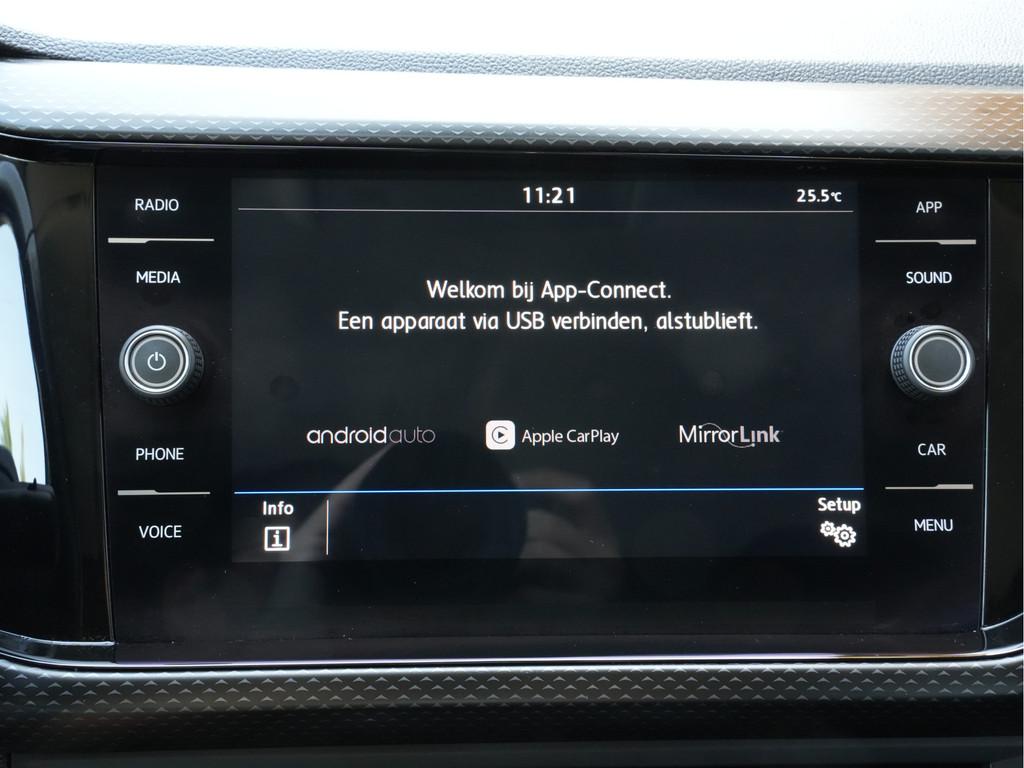 RADIO
MEDIA
PHONE
VOICE
11:21
25.5°C
Welkom bij App-Connect.
Een apparaat via USB verbinden, alstublieft.
androidauto
Apple CarPlay
MirrorLink
Info
i
Setup
APP
SOUND
CAR
MENU